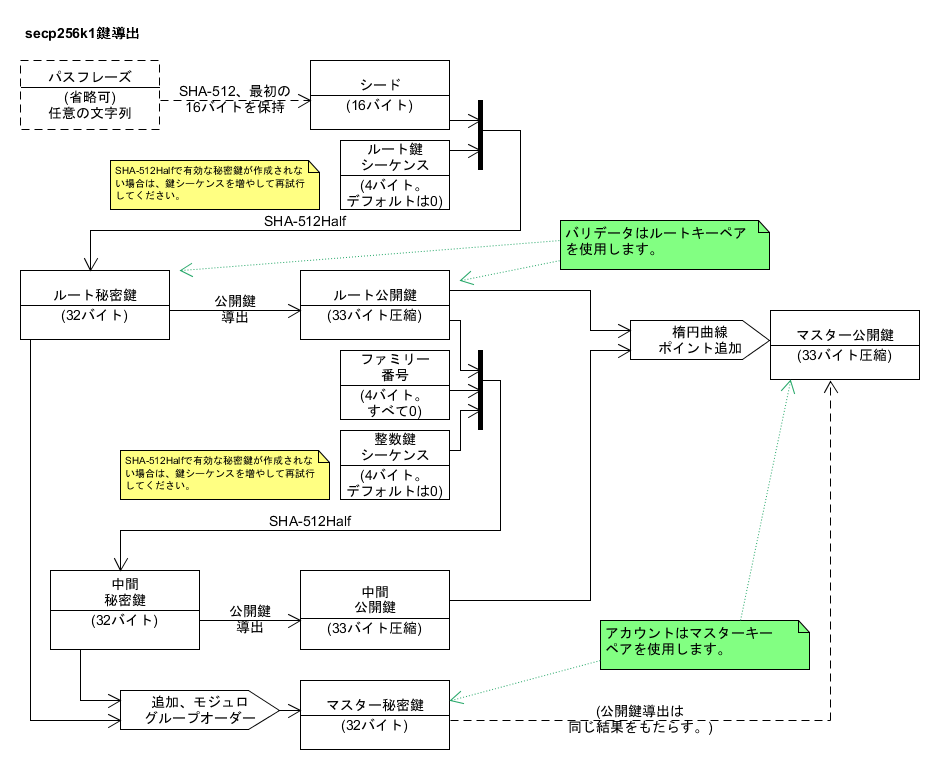 secp256k1鍵導出
パスフレーズ
(省略可)
任意の文字列
SHA-512、最初の
16バイトを保持
シード
(16バイト)
ルート鍵
シーケンス
(4バイト。
デフォルトは0)
SHA-512Halfで有効な秘密鍵が作成されな
い場合は、鍵シーケンスを増やして再試行
してください。
SHA-512Half
バリデータはルートキーペア
を使用します。
ルート秘密鍵
(32バイト)
公開鍵
導出
ルート公開鍵
(33バイト圧縮)
楕円曲線
ポイント追加
マスター公開鍵
(33バイト圧縮)
ファミリー
番号
(4バイト。
すべて0)
整数鍵
シーケンス
(4バイト。
デフォルトは0)
SHA-512Halfで有効な秘密鍵が作成されな
い場合は、鍵シーケンスを増やして再試行
してください。
SHA-512Half
中間
秘密鍵
(32バイト)
公開鍵
導出
中間
公開鍵
(33バイト圧縮)
アカウントはマスターキー
ペアを使用します。
追加、モジュロ
グループオーダー
マスター秘密鍵
(32バイト)
(公開鍵導出は
同じ結果をもたらす。)